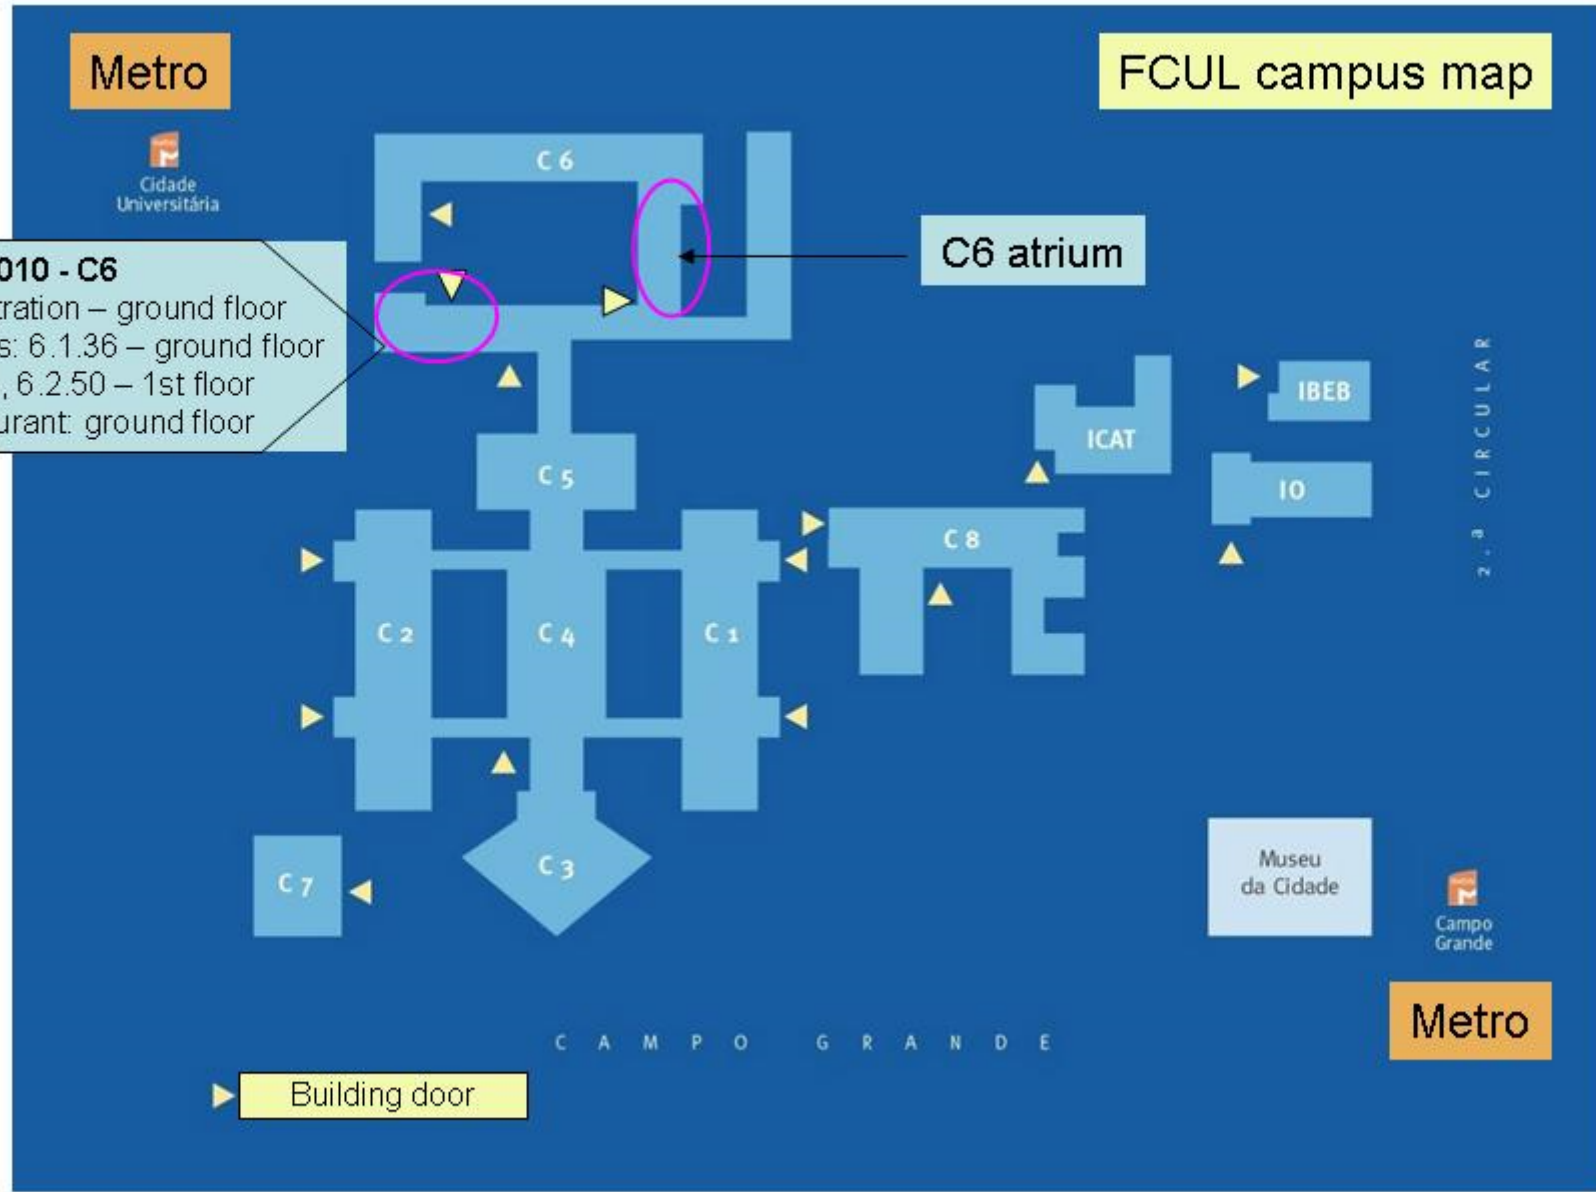 Metro
FCUL campus map
Cidade
Universitária
C 6
C6 atrium
010 - C6
tration – ground floor
s: 6.1.36 – ground floor
, 6.2.50 – 1st floor
urant: ground floor
C 5
ICAT
IBEB
IO
2.ª CIRCULAR
C 8
C 2
C 4
C 1
C 7
C 3
Museu
da Cidade
Campo
Grande
Metro
CAMPO GRANDE
Building door